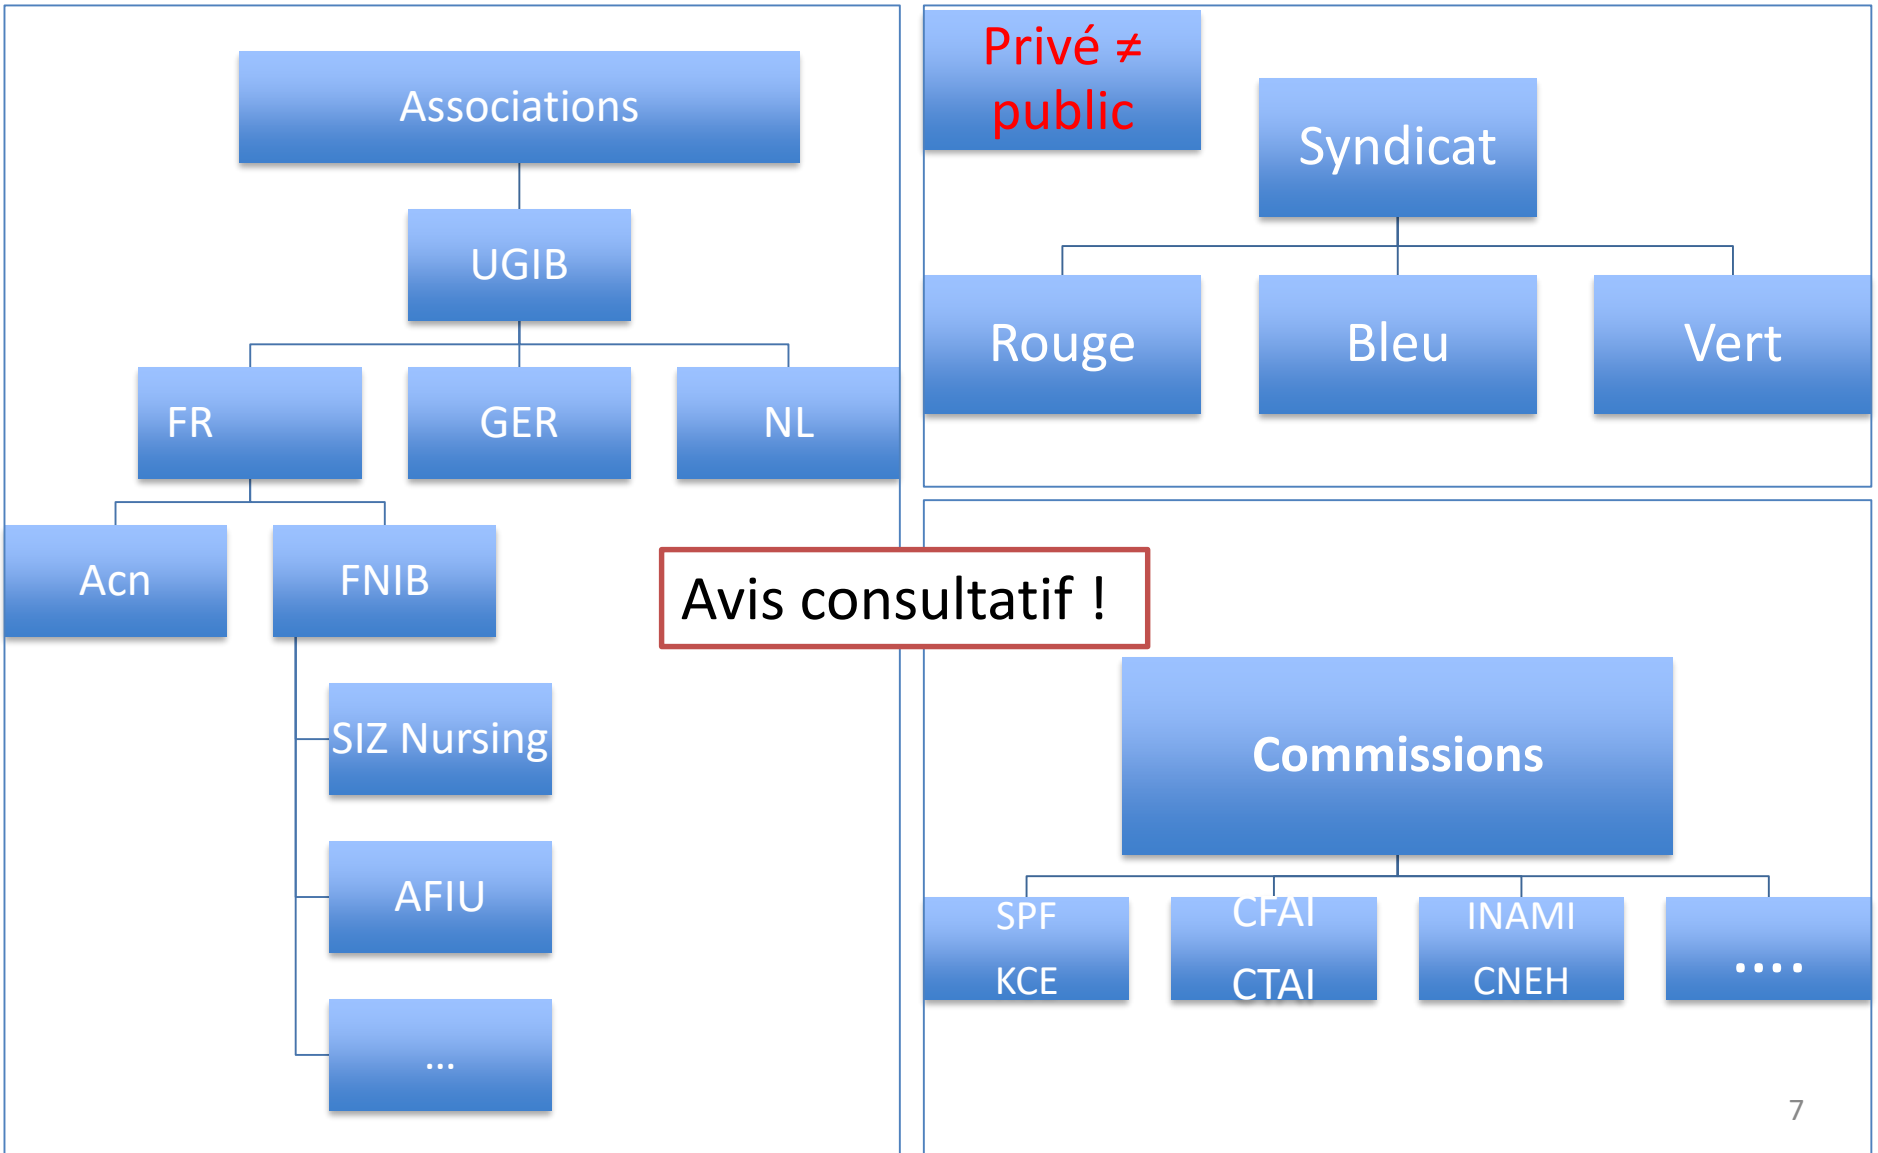 Associations
UGIB
FR
GER
NL
Acn
FNIB
SIZ Nursing
AFIU
...
Privé ≠
public
Syndicat
Rouge
Bleu
Vert
Avis consultatif !
Commissions
SPF
KCE
CFAI
CTAI
INAMI
CNEH
....
7